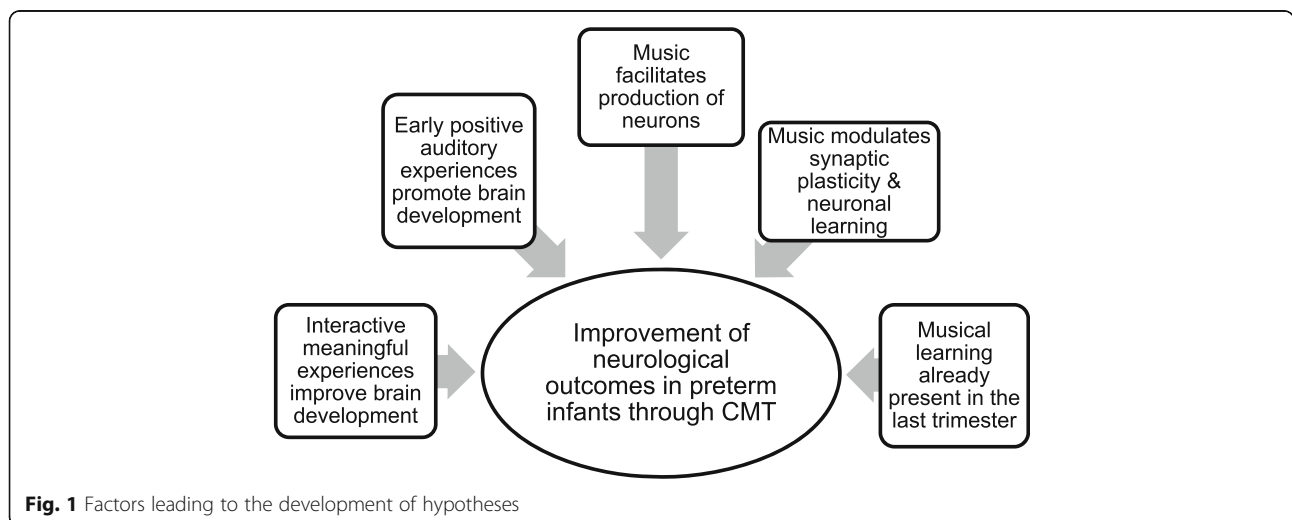 Music
facilitates
production of
neurons
Early positive
auditory
experiences
promote brain
development
Music modulates
synaptic
plasticity &
neuronal
learning
Interactive
meaningful
experiences
improve brain
development
Improvement of
neurological
outcomes in preterm
infants through CMT
Musical
learning
already
present in the
last trimester
Fig. 1 Factors leading to the development of hypotheses